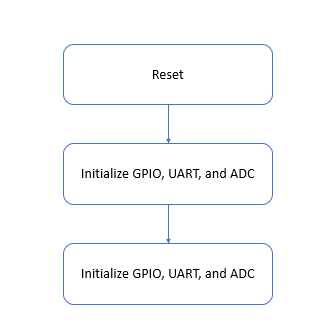 Reset
Initialize GPIO, UART, and ADC
Initialize GPIO, UART, and ADC